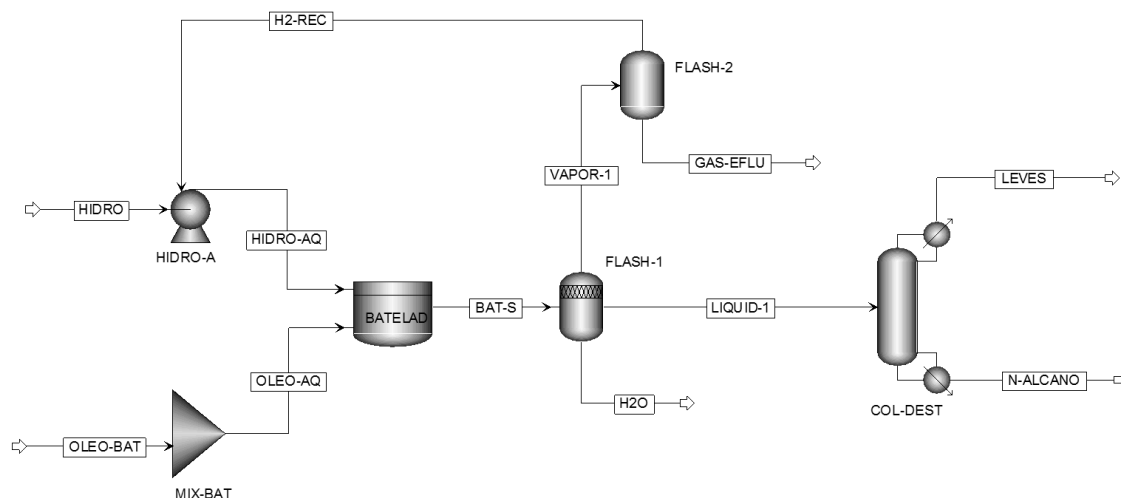 H2-REC
FLASH-2
GAS-EFLU
VAPOR-1
LEVES
HIDRO
HIDRO-AQ
HIDRO-A
FLASH-1
BATELAD
BAT-S
LIQUID-1
OLEO-AQ
H2O
N-ALCANO
COL-DEST
OLEO-BAT
MIX-BAT